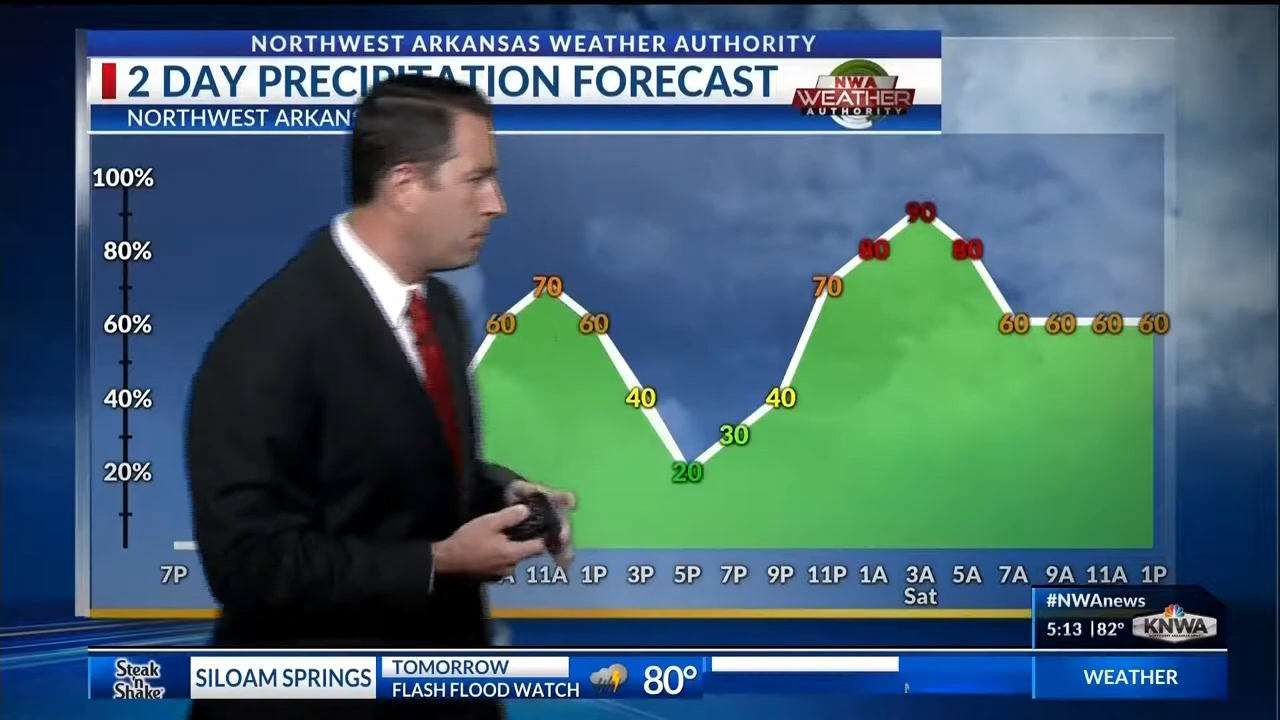 NORTHWEST ARKANSAS WEATHER AUTHORITY
2 DAY PRECIPITATION FORECAST
NWA
WEATHER
AUTHORITY
NORTHWEST ARKANS
100%
80%
60%
40%
20%
60
70
60
40
20
30
40
70
80
90
80
60
60
60
60
7P
11A 1P 3P 5P 7P 9P 11P 1A 3A 5A 7A 9A 11A 1P
Sat
#NWAnews
5:13 | 82°
KNWA
Steak
'n
Shake
SILOAM SPRINGS
TOMORROW
FLASH FLOOD WATCH
80°
WEATHER